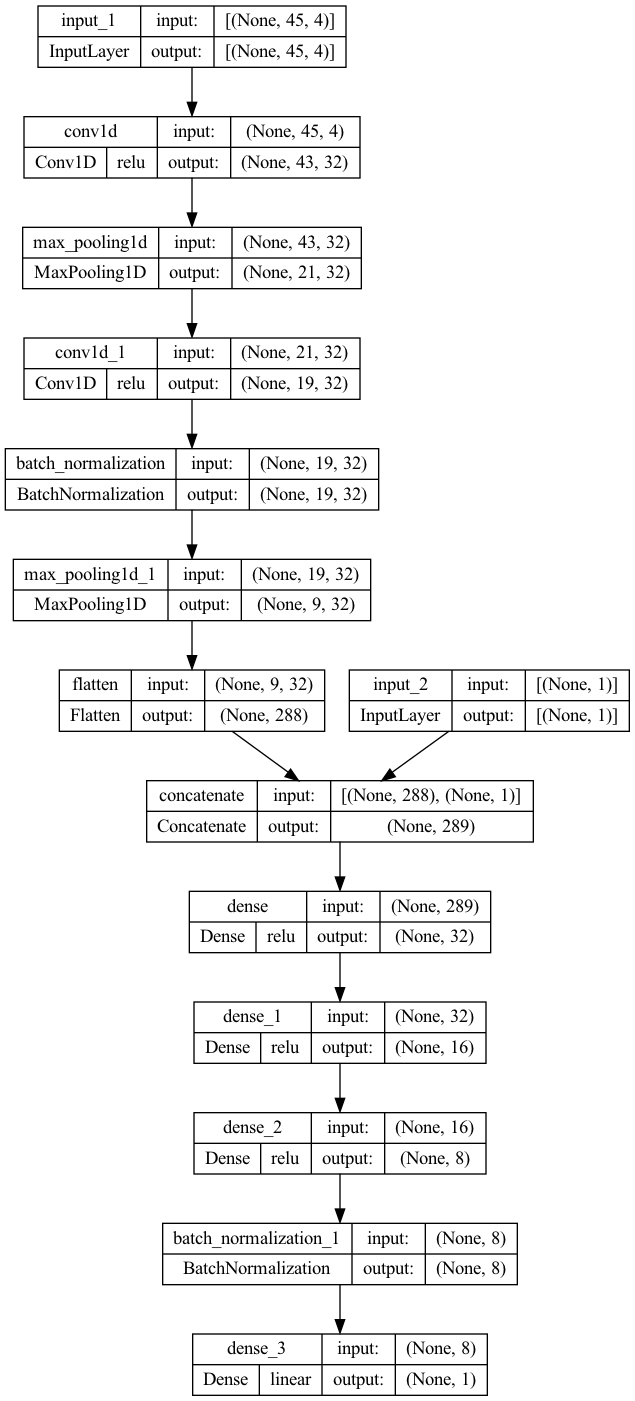 input_1 input: [(None, 45, 4)]
InputLayer output: [(None, 45, 4)]
conv1d input: (None, 45, 4)
Conv1D relu output: (None, 43, 32)
max_pooling1d input: (None, 43, 32)
MaxPooling1D output: (None, 21, 32)
conv1d_1 input: (None, 21, 32)
Conv1D relu output: (None, 19, 32)
batch_normalization input: (None, 19, 32)
BatchNormalization output: (None, 19, 32)
max_pooling1d_1 input: (None, 19, 32)
MaxPooling1D output: (None, 9, 32)
flatten input: (None, 9, 32)
Flatten output: (None, 288)
input_2 input: [(None, 1)]
InputLayer output: [(None, 1)]
concatenate input: [(None, 288), (None, 1)]
Concatenate output: (None, 289)
dense input: (None, 289)
Dense relu output: (None, 32)
dense_1 input: (None, 32)
Dense relu output: (None, 16)
dense_2 input: (None, 16)
Dense relu output: (None, 8)
batch_normalization_1 input: (None, 8)
BatchNormalization output: (None, 8)
dense_3 input: (None, 8)
Dense linear output: (None, 1)